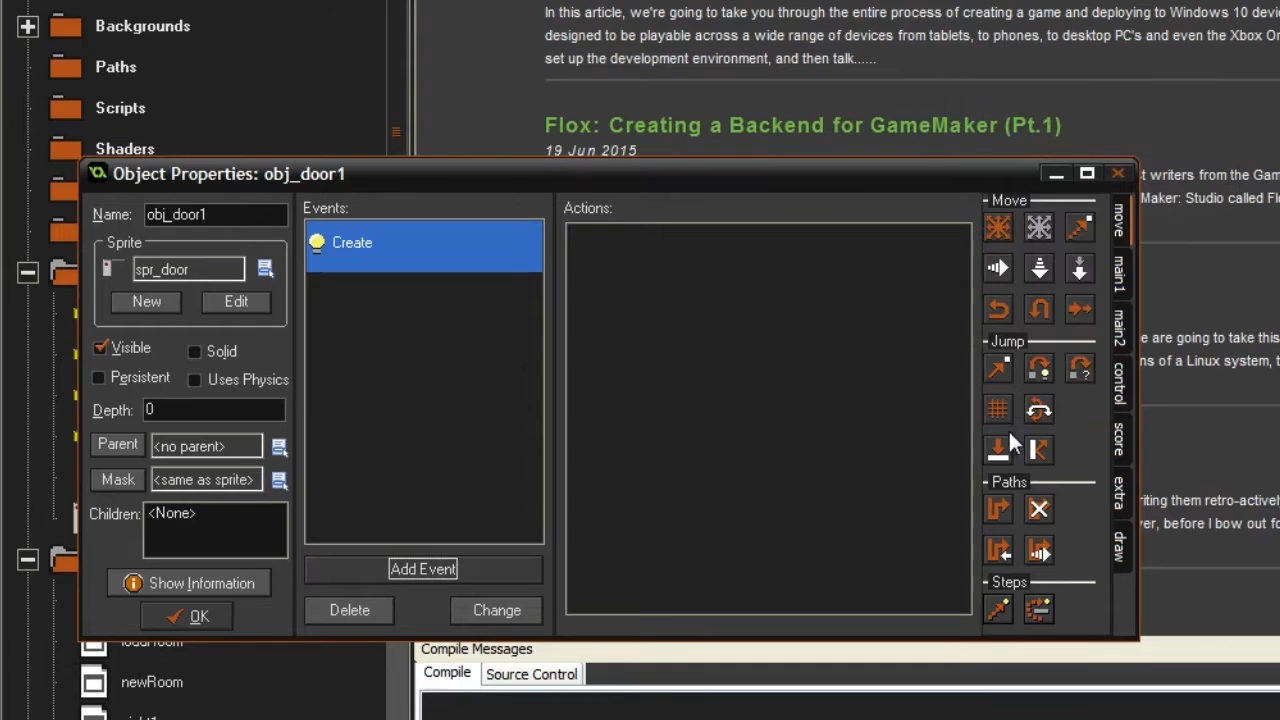 Backgrounds
Paths
Scripts
Shaders
In this article, we're going to take you through the entire process of creating a game and deploying to Windows 10 devi
designed to be playable across a wide range of devices from tablets, to phones, to desktop PC's and even the Xbox On
set up the development environment, and then talk......
Flox: Creating a Backend for GameMaker (Pt.1)
19 Jun 2015
t writers from the Gam
Maker: Studio called Fl
e are going to take this
ns of a Linux system, t
riting them retro-actively
er, before I bow out fo
Object Properties: obj_door1
Name: obj_door1
Sprite
spr_door
New Edit
Visible Solid
Persistent Uses Physics
Depth: 0
Parent <no parent>
Mask <same as sprite>
Children: <None>
Show Information
OK
Events:
Create
Add Event
Delete Change
Actions:
Move
Jump
Paths
Steps
move
main1
main2
control
score
extra
draw
loadRoom
newRoom
Compile Messages
Compile Source Control